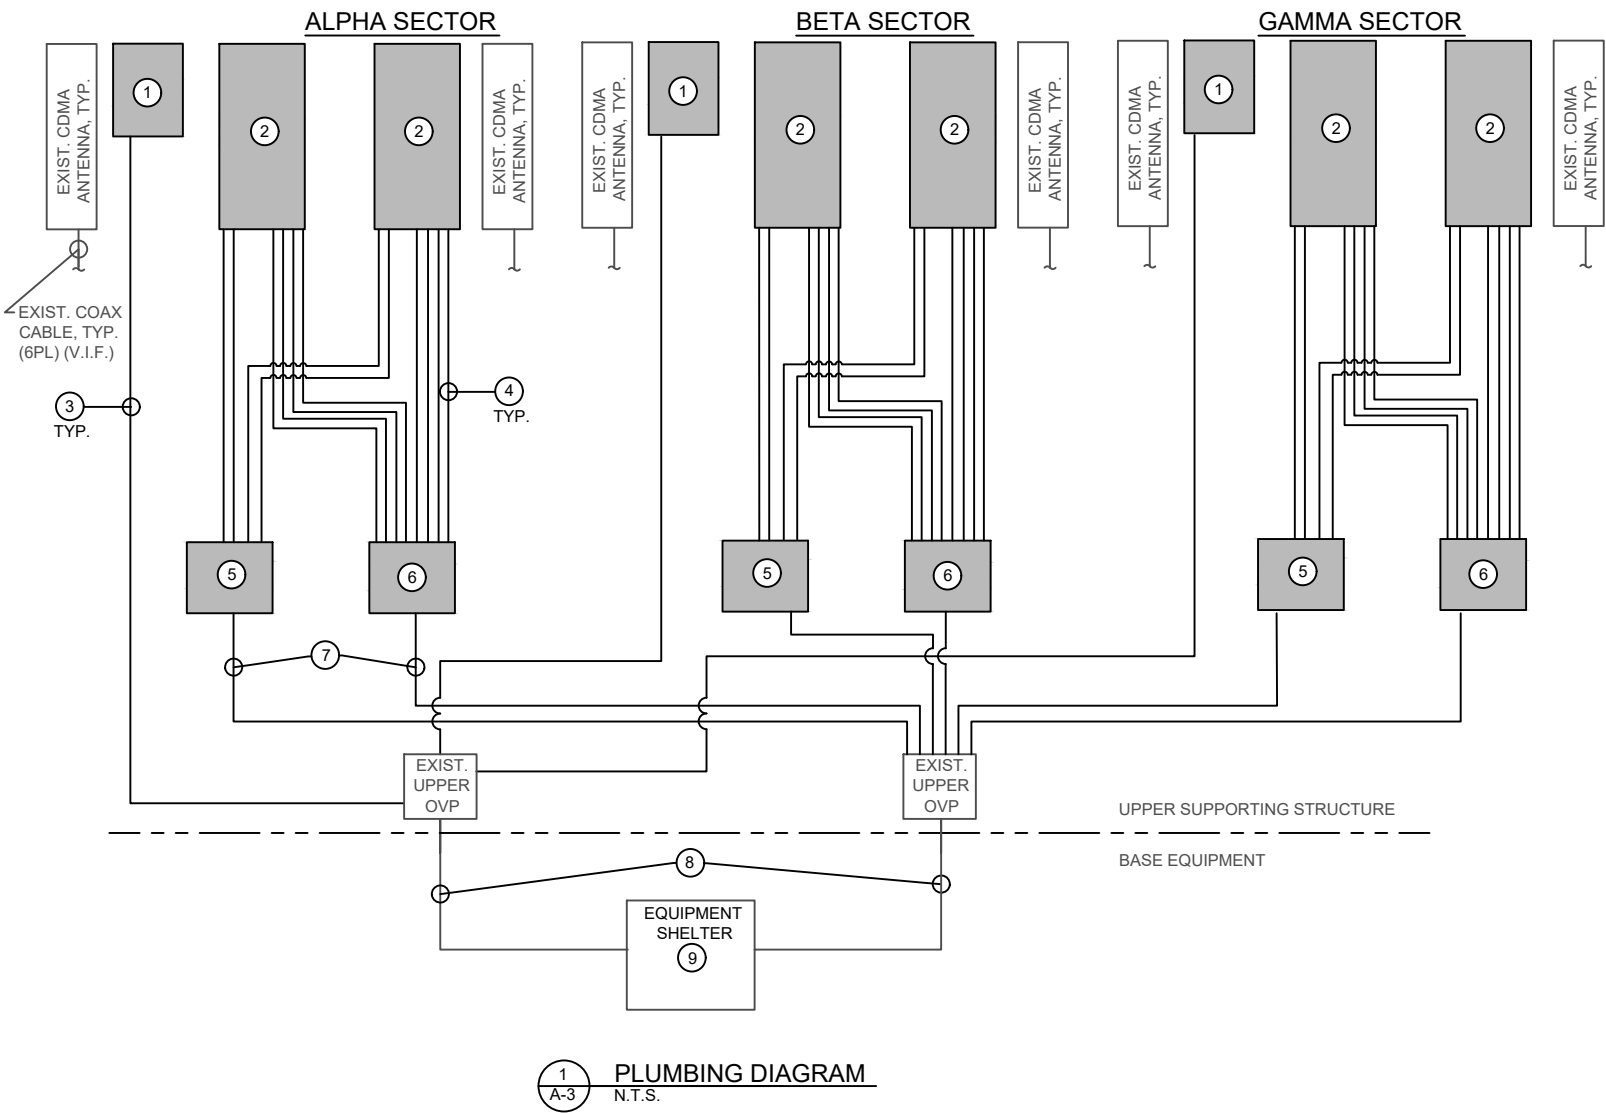 ALPHA SECTOR
BETA SECTOR
GAMMA SECTOR
EXIST. CDMA
ANTENNA, TYP.
1
2
2
EXIST. CDMA
ANTENNA, TYP.
EXIST. CDMA
ANTENNA, TYP.
1
2
2
EXIST. CDMA
ANTENNA, TYP.
EXIST. CDMA
ANTENNA, TYP.
1
2
2
EXIST. CDMA
ANTENNA, TYP.
EXIST. COAX
CABLE, TYP.
(6PL) (V.I.F.)
3
TYP.
4
TYP.
5
6
5
6
5
6
7
EXIST.
UPPER
OVP
EXIST.
UPPER
OVP
UPPER SUPPORTING STRUCTURE
BASE EQUIPMENT
8
EQUIPMENT
SHELTER
9
1
A-3
PLUMBING DIAGRAM
N.T.S.